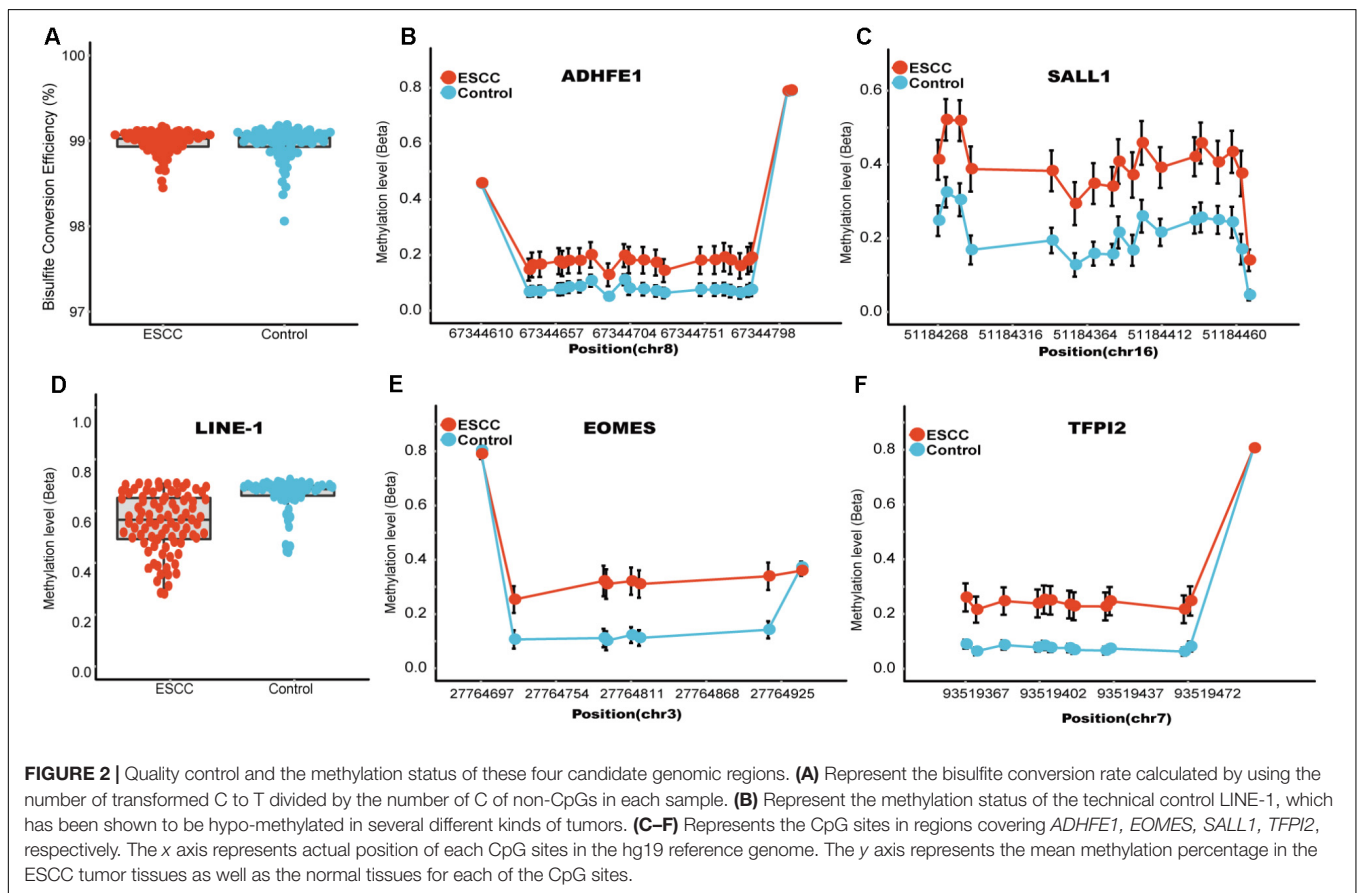 A
100
99
98
97
Bisulfite Conversion Efficiency (%)
ESCC
Control
B
ADHFE1
ESCC
Control
0.8
0.6
0.4
0.2
0.0
Methylation level (Beta)
67344610
67344657
67344704
67344751
67344798
Position(chr8)
C
SALL1
ESCC
Control
0.6
0.4
0.2
0.0
Methylation level (Beta)
51184268
51184316
51184364
51184412
51184460
Position(chr16)
D
LINE-1
1.0
0.8
0.6
0.4
0.2
0.0
Methylation level (Beta)
ESCC
Control
E
EOMES
ESCC
Control
0.8
0.6
0.4
0.2
0.0
Methylation level (Beta)
27764697
27764754
27764811
27764868
27764925
Position(chr3)
F
TFPI2
ESCC
Control
0.8
0.6
0.4
0.2
0.0
Methylation level (Beta)
93519367
93519402
93519437
93519472
Position(chr7)
FIGURE 2 | Quality control and the methylation status of these four candidate genomic regions. (A) Represent the bisulfite conversion rate calculated by using the
number of transformed C to T divided by the number of C of non-CpGs in each sample. (B) Represent the methylation status of the technical control LINE-1, which
has been shown to be hypo-methylated in several different kinds of tumors. (C–F) Represents the CpG sites in regions covering ADHFE1, EOMES, SALL1, TFPI2,
respectively. The x axis represents actual position of each CpG sites in the hg19 reference genome. The y axis represents the mean methylation percentage in the
ESCC tumor tissues as well as the normal tissues for each of the CpG sites.